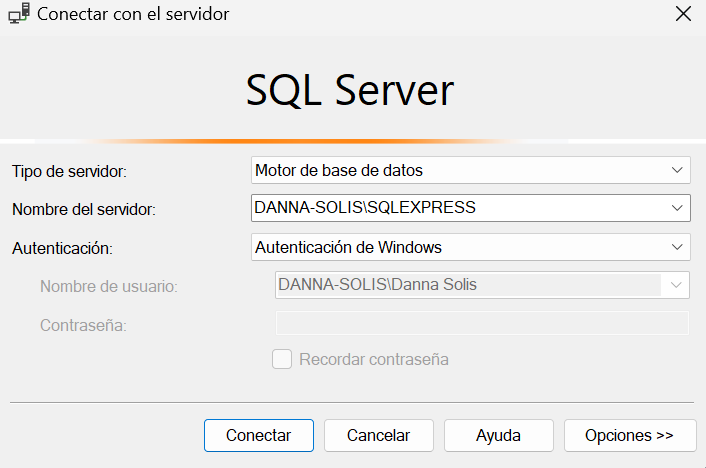 Conectar con el servidor
SQL Server
Tipo de servidor: Motor de base de datos
Nombre del servidor: DANNA-SOLIS\SQLEXPRESS
Autenticación: Autenticación de Windows
Nombre de usuario: DANNA-SOLIS\Danna Solis
Contraseña:
Recordar contraseña
Conectar Cancelar Ayuda Opciones >>